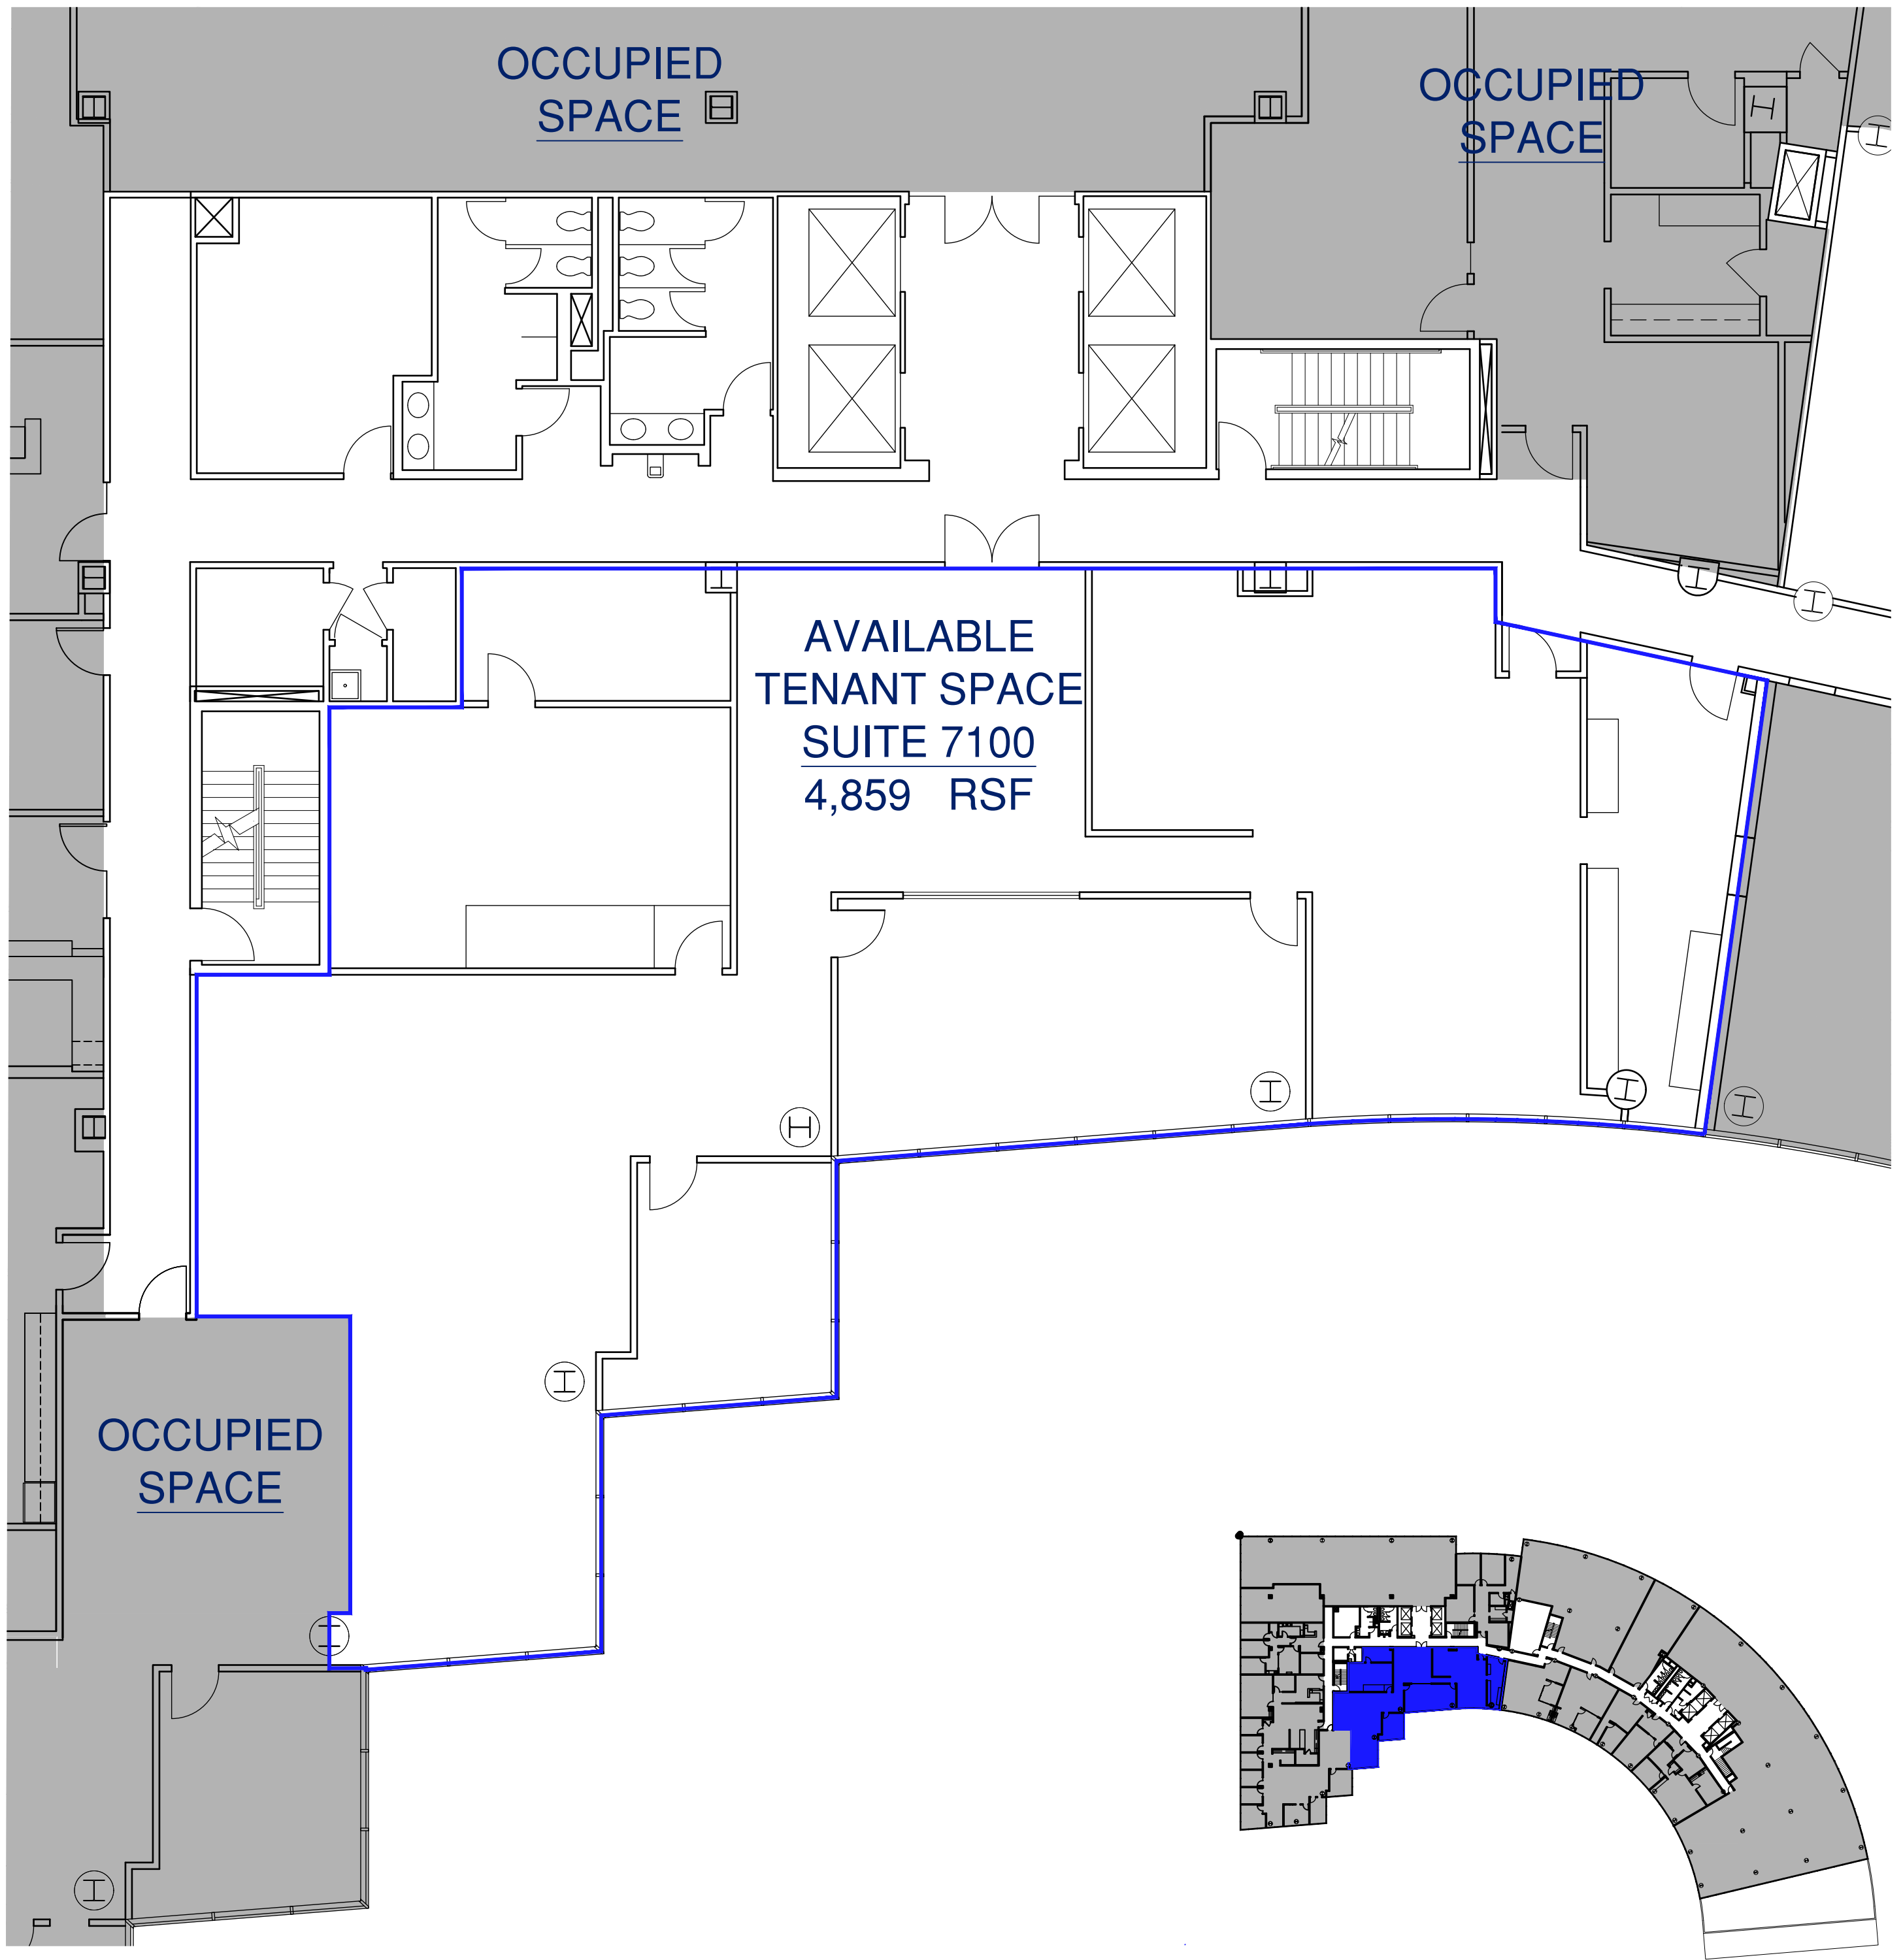 OCCUPIED
SPACE
OCCUPIED
SPACE
AVAILABLE
TENANT SPACE
SUITE 7100
4,859 RSF
OCCUPIED
SPACE